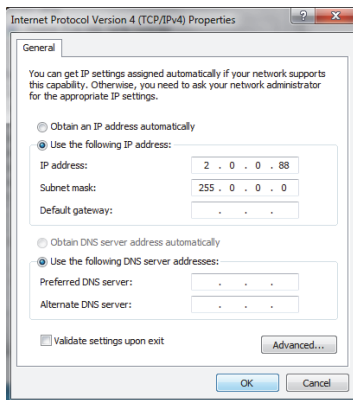 Internet Protocol Version 4 (TCP/IPv4) Properties
General
You can get IP settings assigned automatically if your network supports
this capability. Otherwise, you need to ask your network administrator
for the appropriate IP settings.
Obtain an IP address automatically
Use the following IP address:
IP address: 2 . 0 . 0 . 88
Subnet mask: 255 . 0 . 0 . 0
Default gateway: . . .
Obtain DNS server address automatically
Use the following DNS server addresses:
Preferred DNS server: . . .
Alternate DNS server: . . .
Validate settings upon exit
Advanced...
OK Cancel